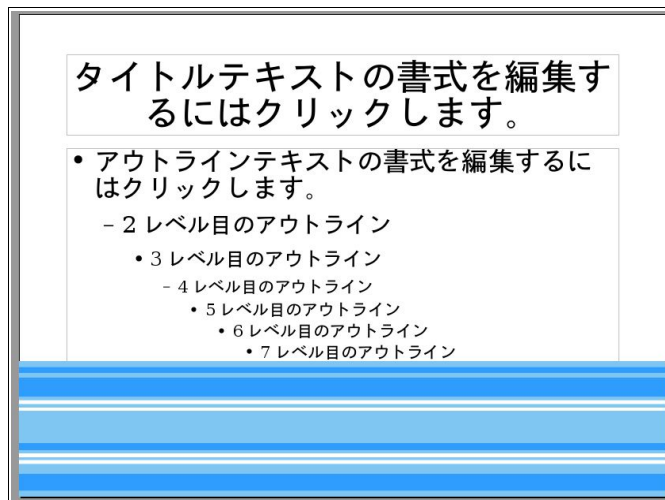 タイトルテキストの書式を編集す
るにはクリックします。
• アウトラインテキストの書式を編集するに
はクリックします。
– 2 レベル目のアウトライン
• 3 レベル目のアウトライン
– 4 レベル目のアウトライン
• 5 レベル目のアウトライン
• 6 レベル目のアウトライン
• 7 レベル目のアウトライン